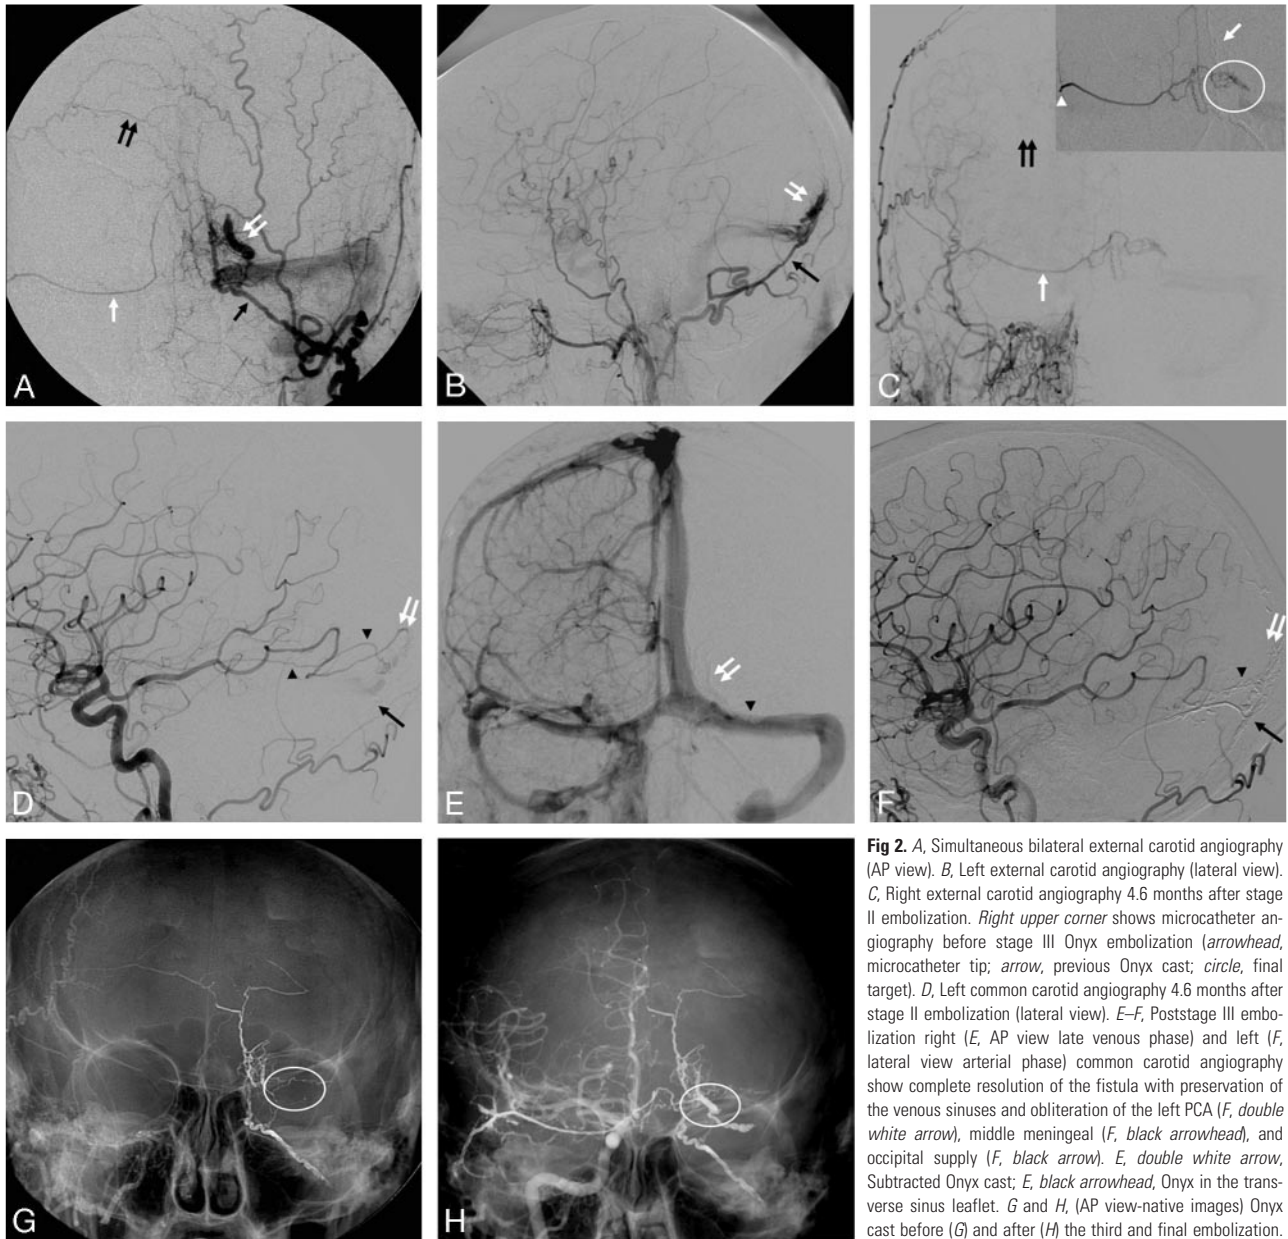 A
B
C
D
E
F
G
H
Fig 2. A, Simultaneous bilateral external carotid angiography
(AP view). B, Left external carotid angiography (lateral view).
C, Right external carotid angiography 4.6 months after stage
II embolization. Right upper corner shows microcatheter an-
giography before stage III Onyx embolization (arrowhead,
microcatheter tip; arrow, previous Onyx cast; circle, final
target). D, Left common carotid angiography 4.6 months after
stage II embolization (lateral view). E–F, Poststage III embo-
lization right (E, AP view late venous phase) and left (F,
lateral view arterial phase) common carotid angiography
show complete resolution of the fistula with preservation of
the venous sinuses and obliteration of the left PCA (F, double
white arrow), middle meningeal (F, black arrowhead), and
occipital supply (F, black arrow). E, double white arrow,
Subtracted Onyx cast; E, black arrowhead, Onyx in the trans-
verse sinus leaflet. G and H, (AP view-native images) Onyx
cast before (G) and after (H) the third and final embolization.